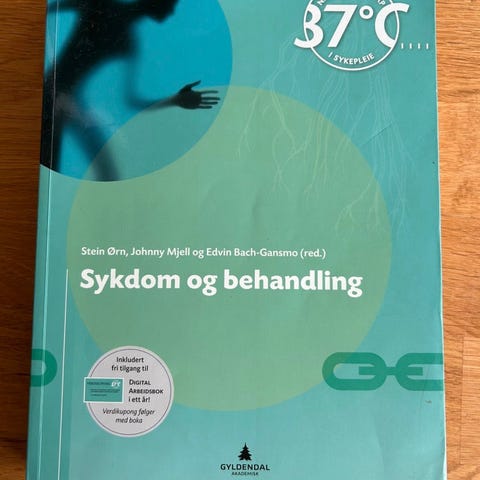 37°C
I SYKEPLEIE
Stein Ørn, Johnny Mjell og Edvin Bach-Gansmo (red.)
Sykdom og behandling
Inkludert
fri tilgang til
DIGITAL
ARBEIDSBOK
i ett år!
Verdikupong følger
med boka
GYLDENDAL
AKADEMISK